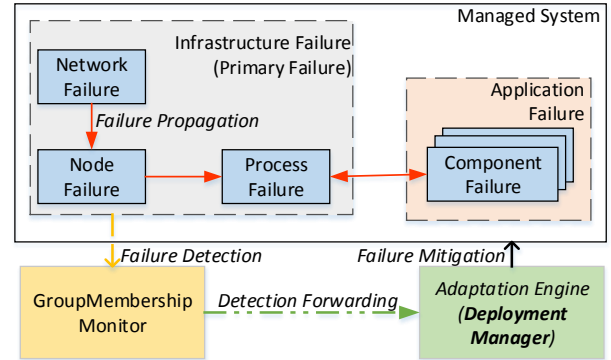 Managed System
Infrastructure Failure
(Primary Failure)
Network
Failure
Failure Propagation
Node
Failure
Process
Failure
Application
Failure
Component
Failure
Failure Detection
Failure Mitigation
GroupMembership
Monitor
Detection Forwarding
Adaptation Engine
(Deployment
Manager)